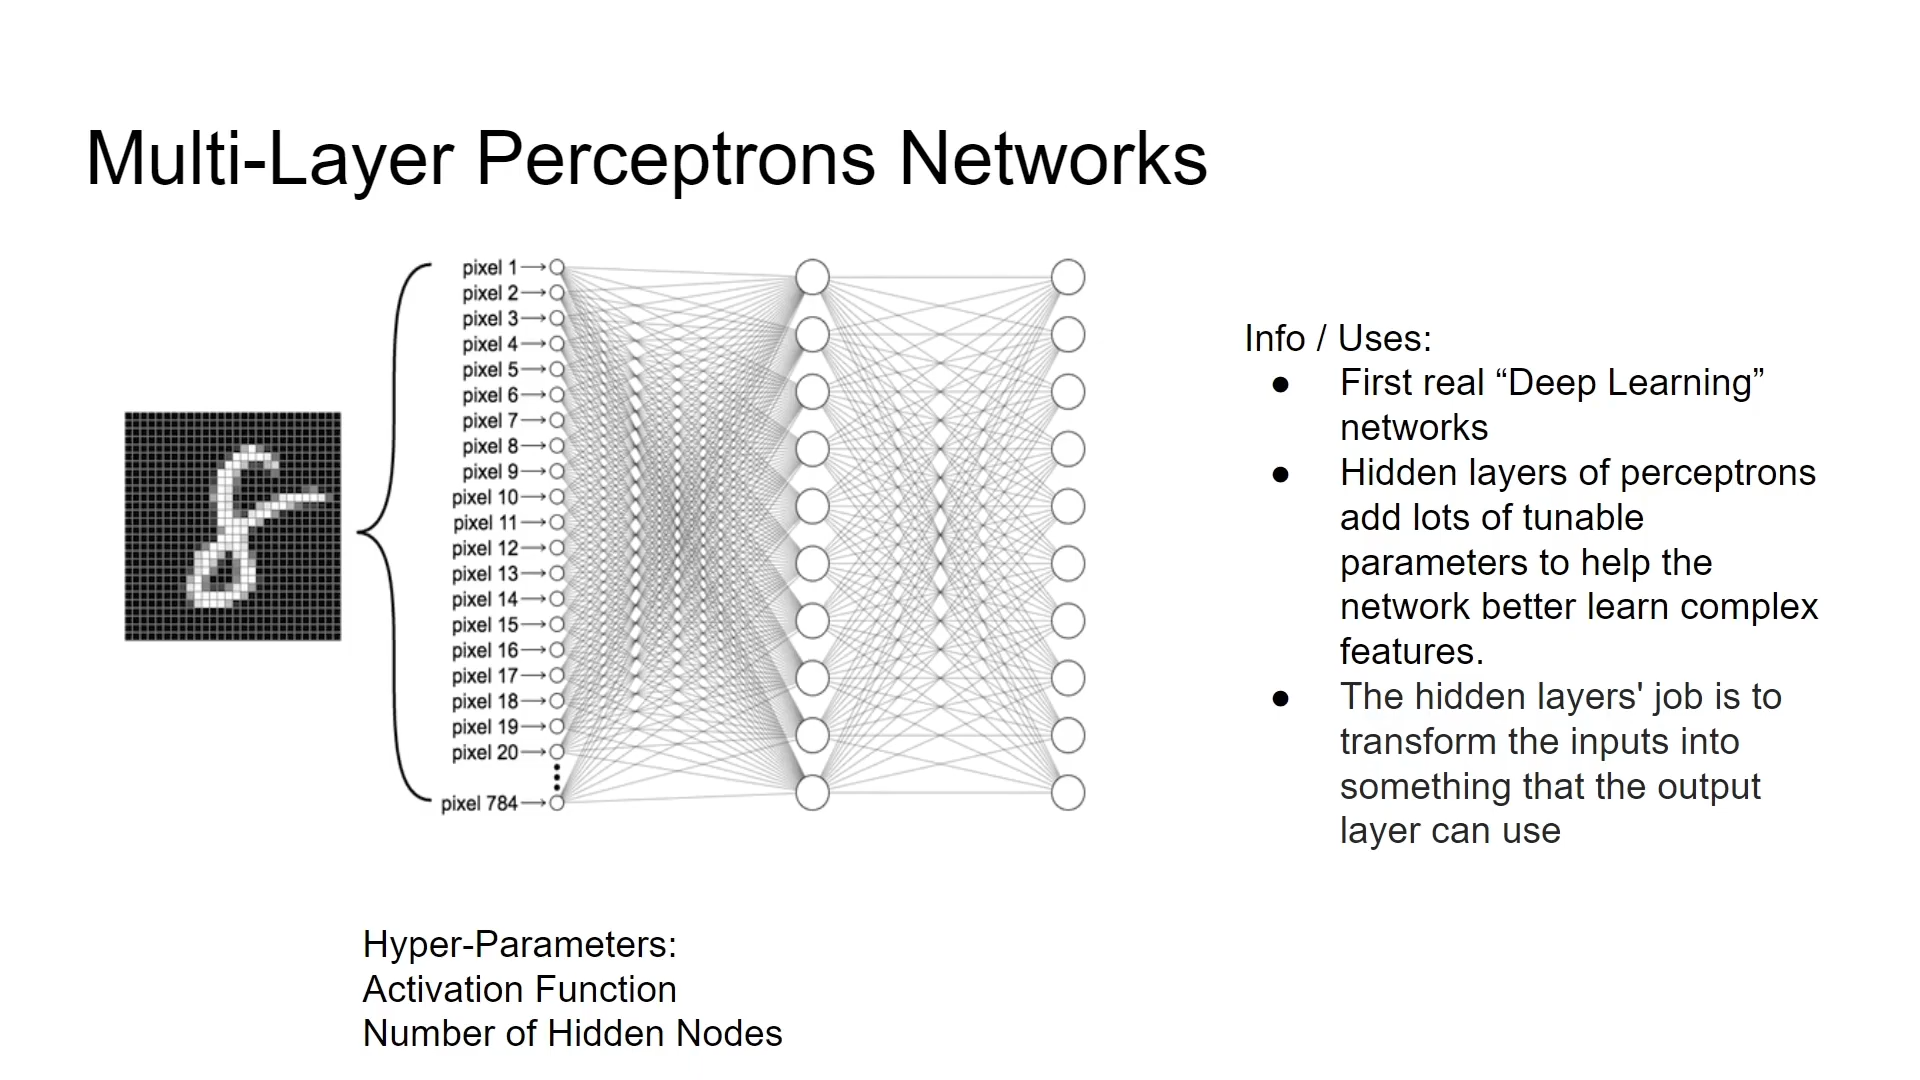 Multi-Layer Perceptrons Networks
pixel 1
pixel 2
pixel 3
pixel 4
pixel 5
pixel 6
pixel 7
pixel 8
pixel 9
pixel 10
pixel 11
pixel 12
pixel 13
pixel 14
pixel 15
pixel 16
pixel 17
pixel 18
pixel 19
pixel 20
pixel 784
Info / Uses:
● First real “Deep Learning”
networks
● Hidden layers of perceptrons
add lots of tunable
parameters to help the
network better learn complex
features.
● The hidden layers' job is to
transform the inputs into
something that the output
layer can use
Hyper-Parameters:
Activation Function
Number of Hidden Nodes